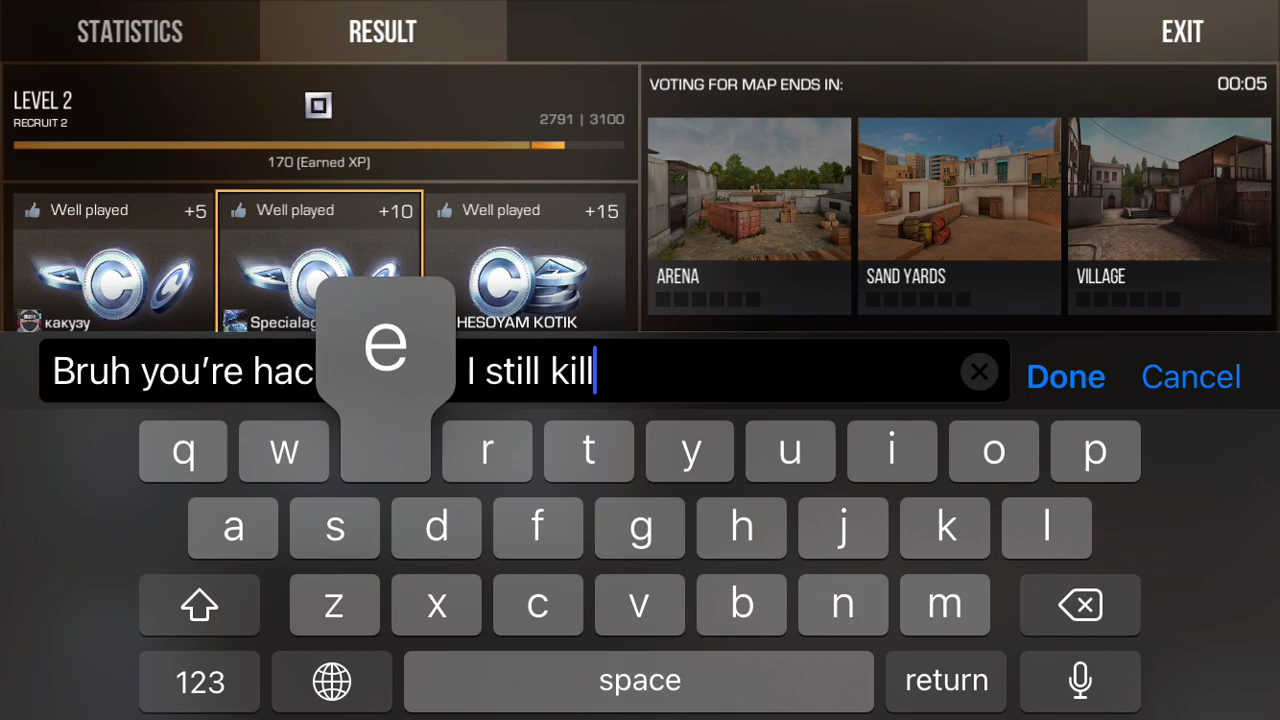 STATISTICS
RESULT
EXIT
LEVEL 2
RECRUIT 2
2791 | 3100
170 (Earned XP)
VOTING FOR MAP ENDS IN:
00:05
Well played +5
Well played +10
Well played +15
какузу
HESOYAM KOTIK
ARENA
SAND YARDS
VILLAGE
Bruh you’re
I still kill
Done
Cancel
e
q w r t y u i o p
a s d f g h j k l
z x c v b n m
123
space
return